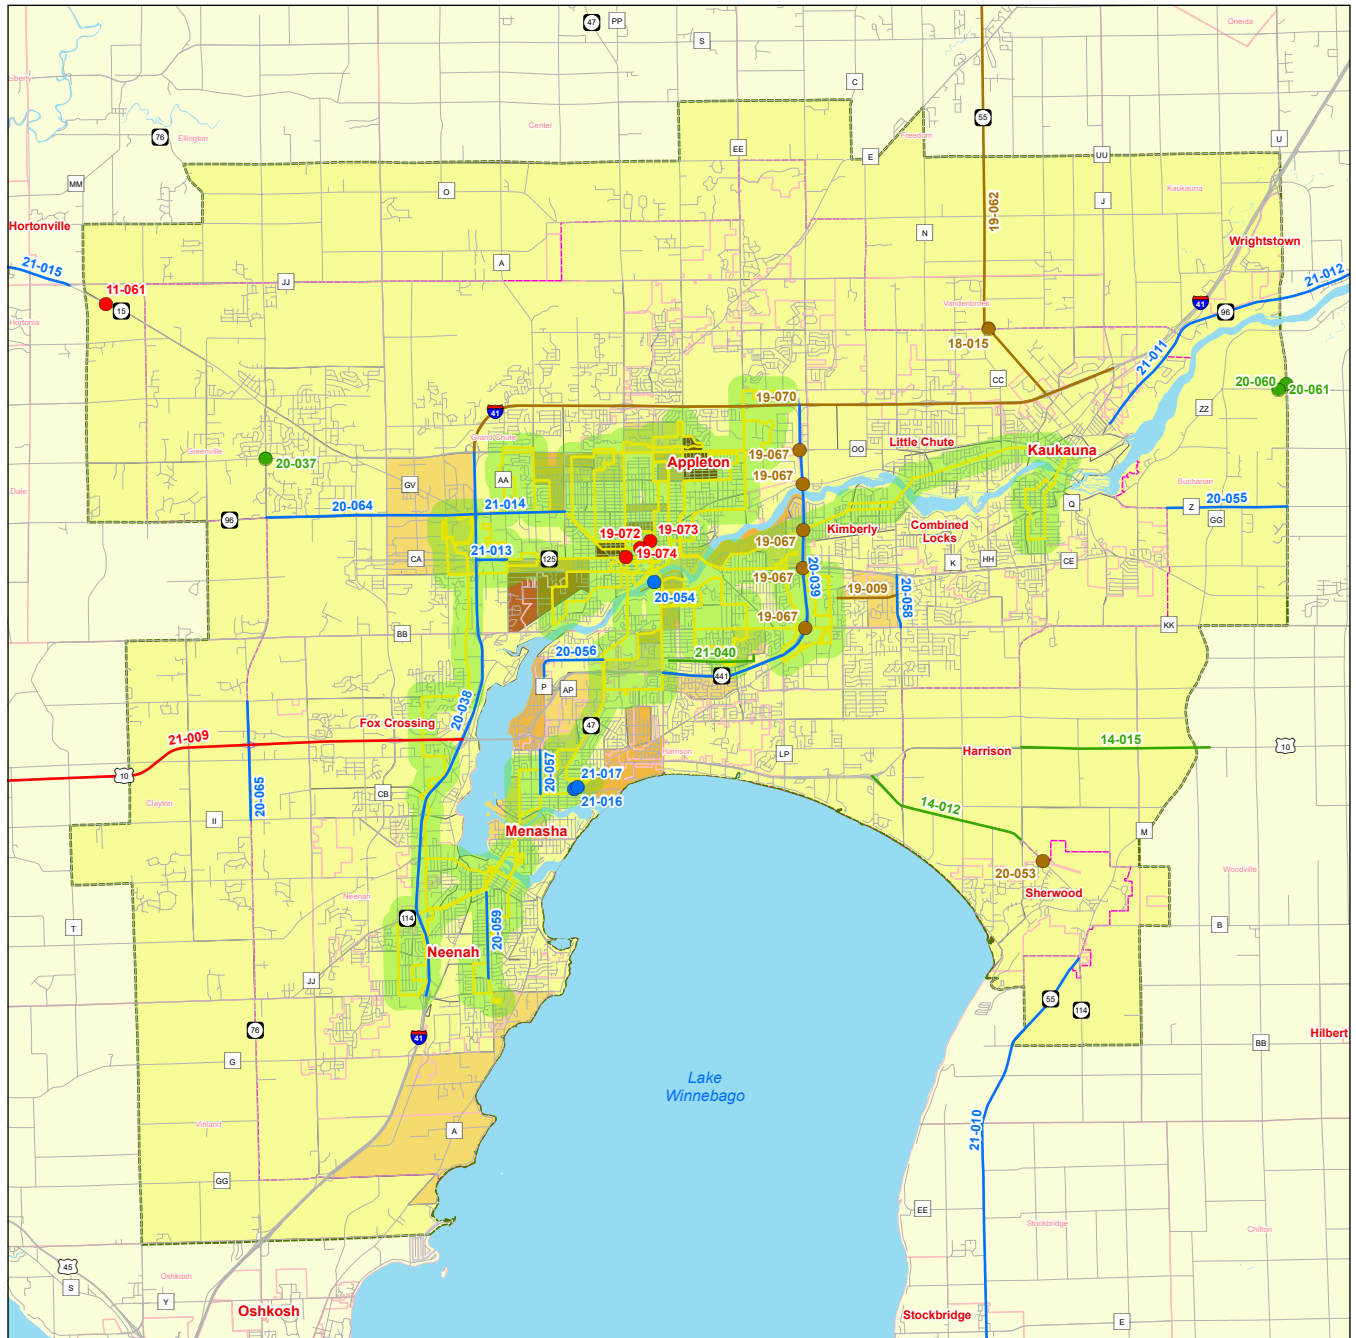 47
PP
S
Oneida
Liberty
C
76
Ellington
Center
55
Freedom
U
EE
E
UU
MM
O
J
Kaukauna
19-062
Hortonville
N
Wrightstown
A
21-015
JJ
21-012
11-061
15
41
96
Hortonia
Vandenbroek
18-015
21-011
CC
20-060
20-061
19-070
41
ZZ
Grand Chute
Little Chute
OO
Kaukauna
Greenville
19-067
20-037
Appleton
AA
19-067
Dale
GV
Buchanan
20-064
21-014
20-055
Q
Z
GG
96
19-072
19-073
Kimberly
Combined
Locks
19-067
21-013
125
19-074
CA
K
HH
CE
19-067
20-039
20-054
19-009
20-058
19-067
KK
BB
20-056
21-040
441
P
AP
20-038
Fox Crossing
47
21-009
Harrison
LP
Harrison
14-015
10
10
20-057
21-017
20-065
CB
21-016
Clayton
14-012
II
Menasha
M
20-053
Woodville
Sherwood
Neenah
114
20-059
T
B
Neenah
JJ
55
114
76
41
Hilbert
G
BB
Lake
Winnebago
Vinland
A
21-010
GG
EE
Stockbridge
Chilton
45
Oshkosh
S
Y
Oshkosh
Stockbridge
E